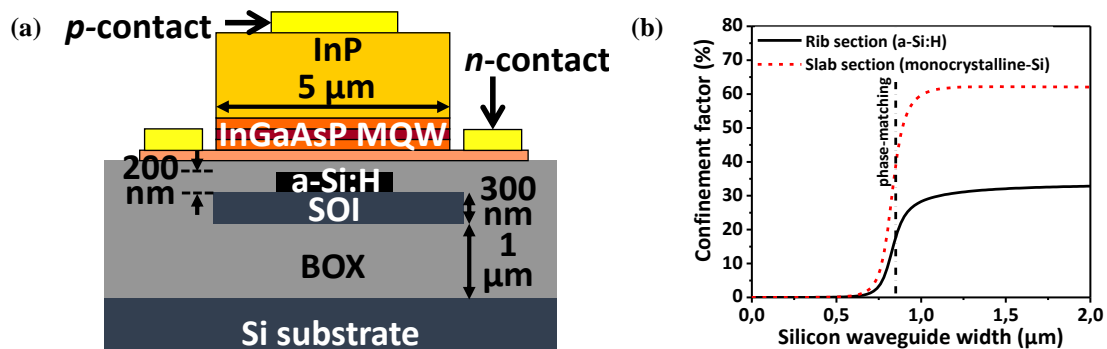 (a)
p-contact
InP
5 µm
n-contact
InGaAsP MQW
200
nm
a-Si:H
300
nm
SOI
1
µm
BOX
Si substrate
(b)
Confinement factor (%)
80
70
60
50
40
30
20
10
0
Rib section (a-Si:H)
Slab section (monocrystalline-Si)
phase-matching
0,0 0,5 1,0 1,5 2,0
Silicon waveguide width (µm)